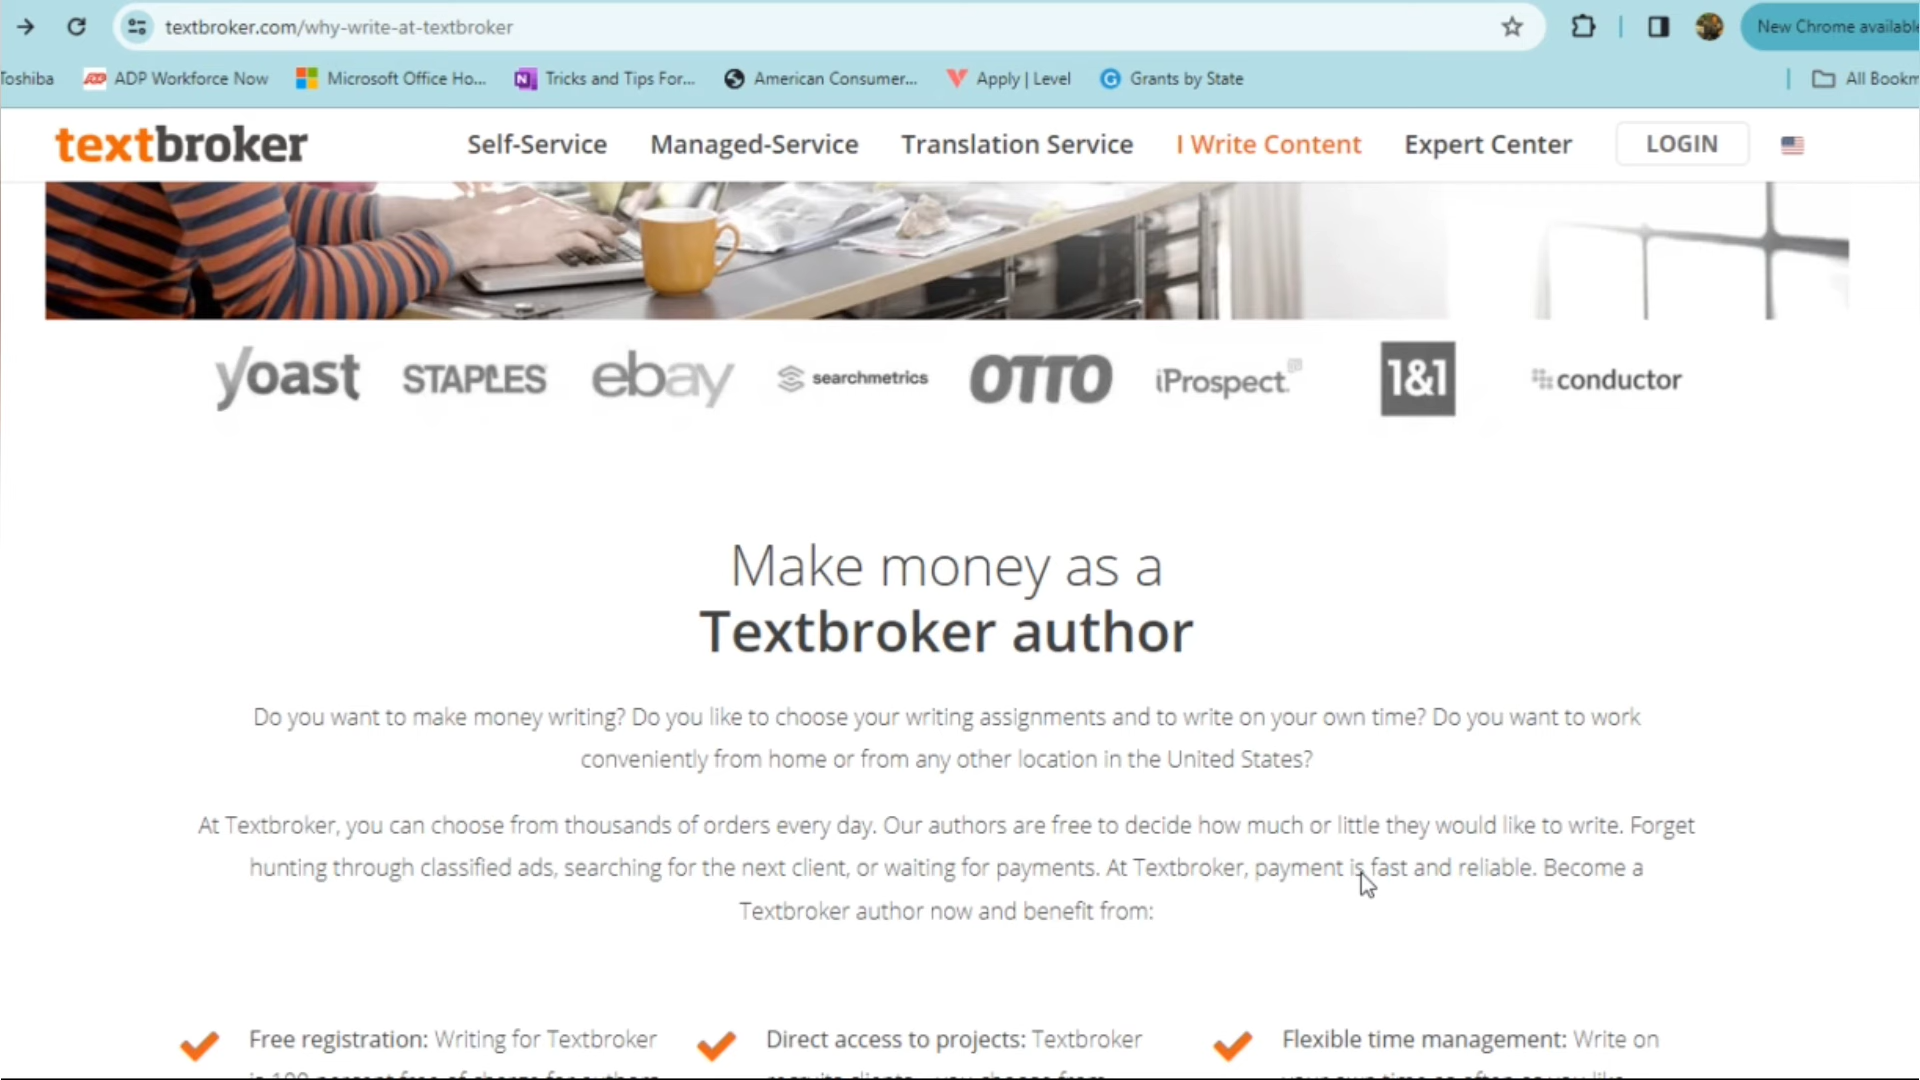 textbroker.com/why-write-at-textbroker
New Chrome available
Toshiba ADP Workforce Now Microsoft Office Ho... Tricks and Tips For... American Consumer... Apply | Level Grants by State All Bookm
textbroker Self-Service Managed-Service Translation Service I Write Content Expert Center LOGIN
yoast STAPLES ebay searchmetrics OTTO iProspect. 1&1 conductor
Make money as a
Textbroker author
Do you want to make money writing? Do you like to choose your writing assignments and to write on your own time? Do you want to work
conveniently from home or from any other location in the United States?
At Textbroker, you can choose from thousands of orders every day. Our authors are free to decide how much or little they would like to write. Forget
hunting through classified ads, searching for the next client, or waiting for payments. At Textbroker, payment is fast and reliable. Become a
Textbroker author now and benefit from:
Free registration: Writing for Textbroker
Direct access to projects: Textbroker
Flexible time management: Write on